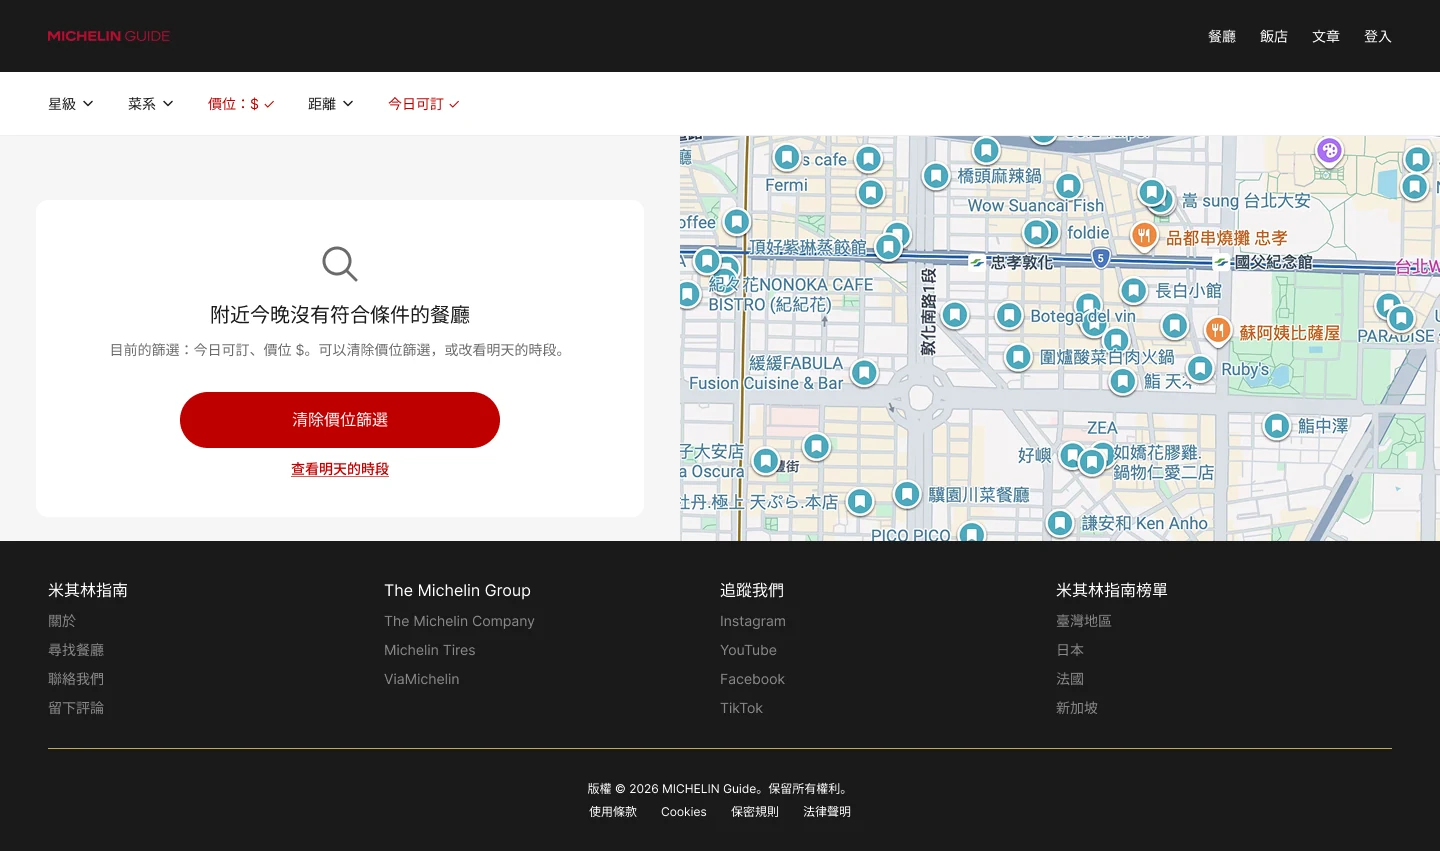 MICHELIN GUIDE
餐廳
飯店
文章
登入
星級
菜系
價位：$
距離
今日可訂
附近今晚沒有符合條件的餐廳
目前的篩選：今日可訂、價位 $。可以清除價位篩選，或改看明天的時段。
清除價位篩選
查看明天的時段
廳
s cafe
Fermi
橋頭麻辣鍋
Wow Suancai Fish
嵩 sung 台北大安
offee
頂好紫琳蒸餃館
foldie
品都串燒攤 忠孝
忠孝敦化
5
國父紀念館
台北W
紀々花NONOKA CAFE
BISTRO (紀紀花)
敦化南路1段
長白小館
Botega del vin
蘇阿姨比薩屋
PARADISE
緩緩FABULA
Fusion Cuisine & Bar
圍爐酸菜白肉火鍋
Ruby's
鮨 天
ZEA
鮨中澤
子大安店
a Oscura
街
好嶼
如嬌花膠雞.
鍋物仁愛二店
牡丹.極上 天ぷら.本店
驥園川菜餐廳
謙安和 Ken Anho
PICO PICO
米其林指南
關於
尋找餐廳
聯絡我們
留下評論
The Michelin Group
The Michelin Company
Michelin Tires
ViaMichelin
追蹤我們
Instagram
YouTube
Facebook
TikTok
米其林指南榜單
臺灣地區
日本
法國
新加坡
版權 © 2026 MICHELIN Guide。保留所有權利。
使用條款
Cookies
保密規則
法律聲明